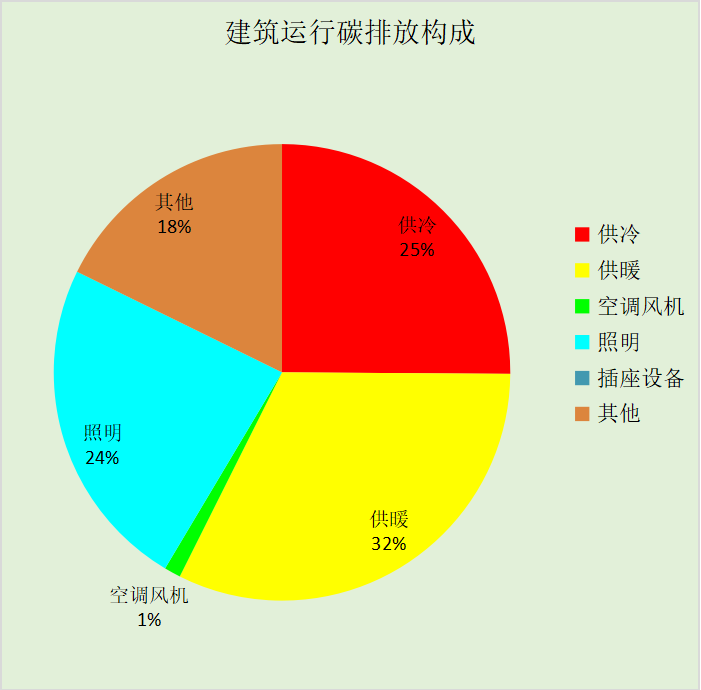 建筑运行碳排放构成
其他
18%
供冷
25%
供冷
供暖
空调风机
照明
插座设备
其他
照明
24%
供暖
32%
空调风机
1%